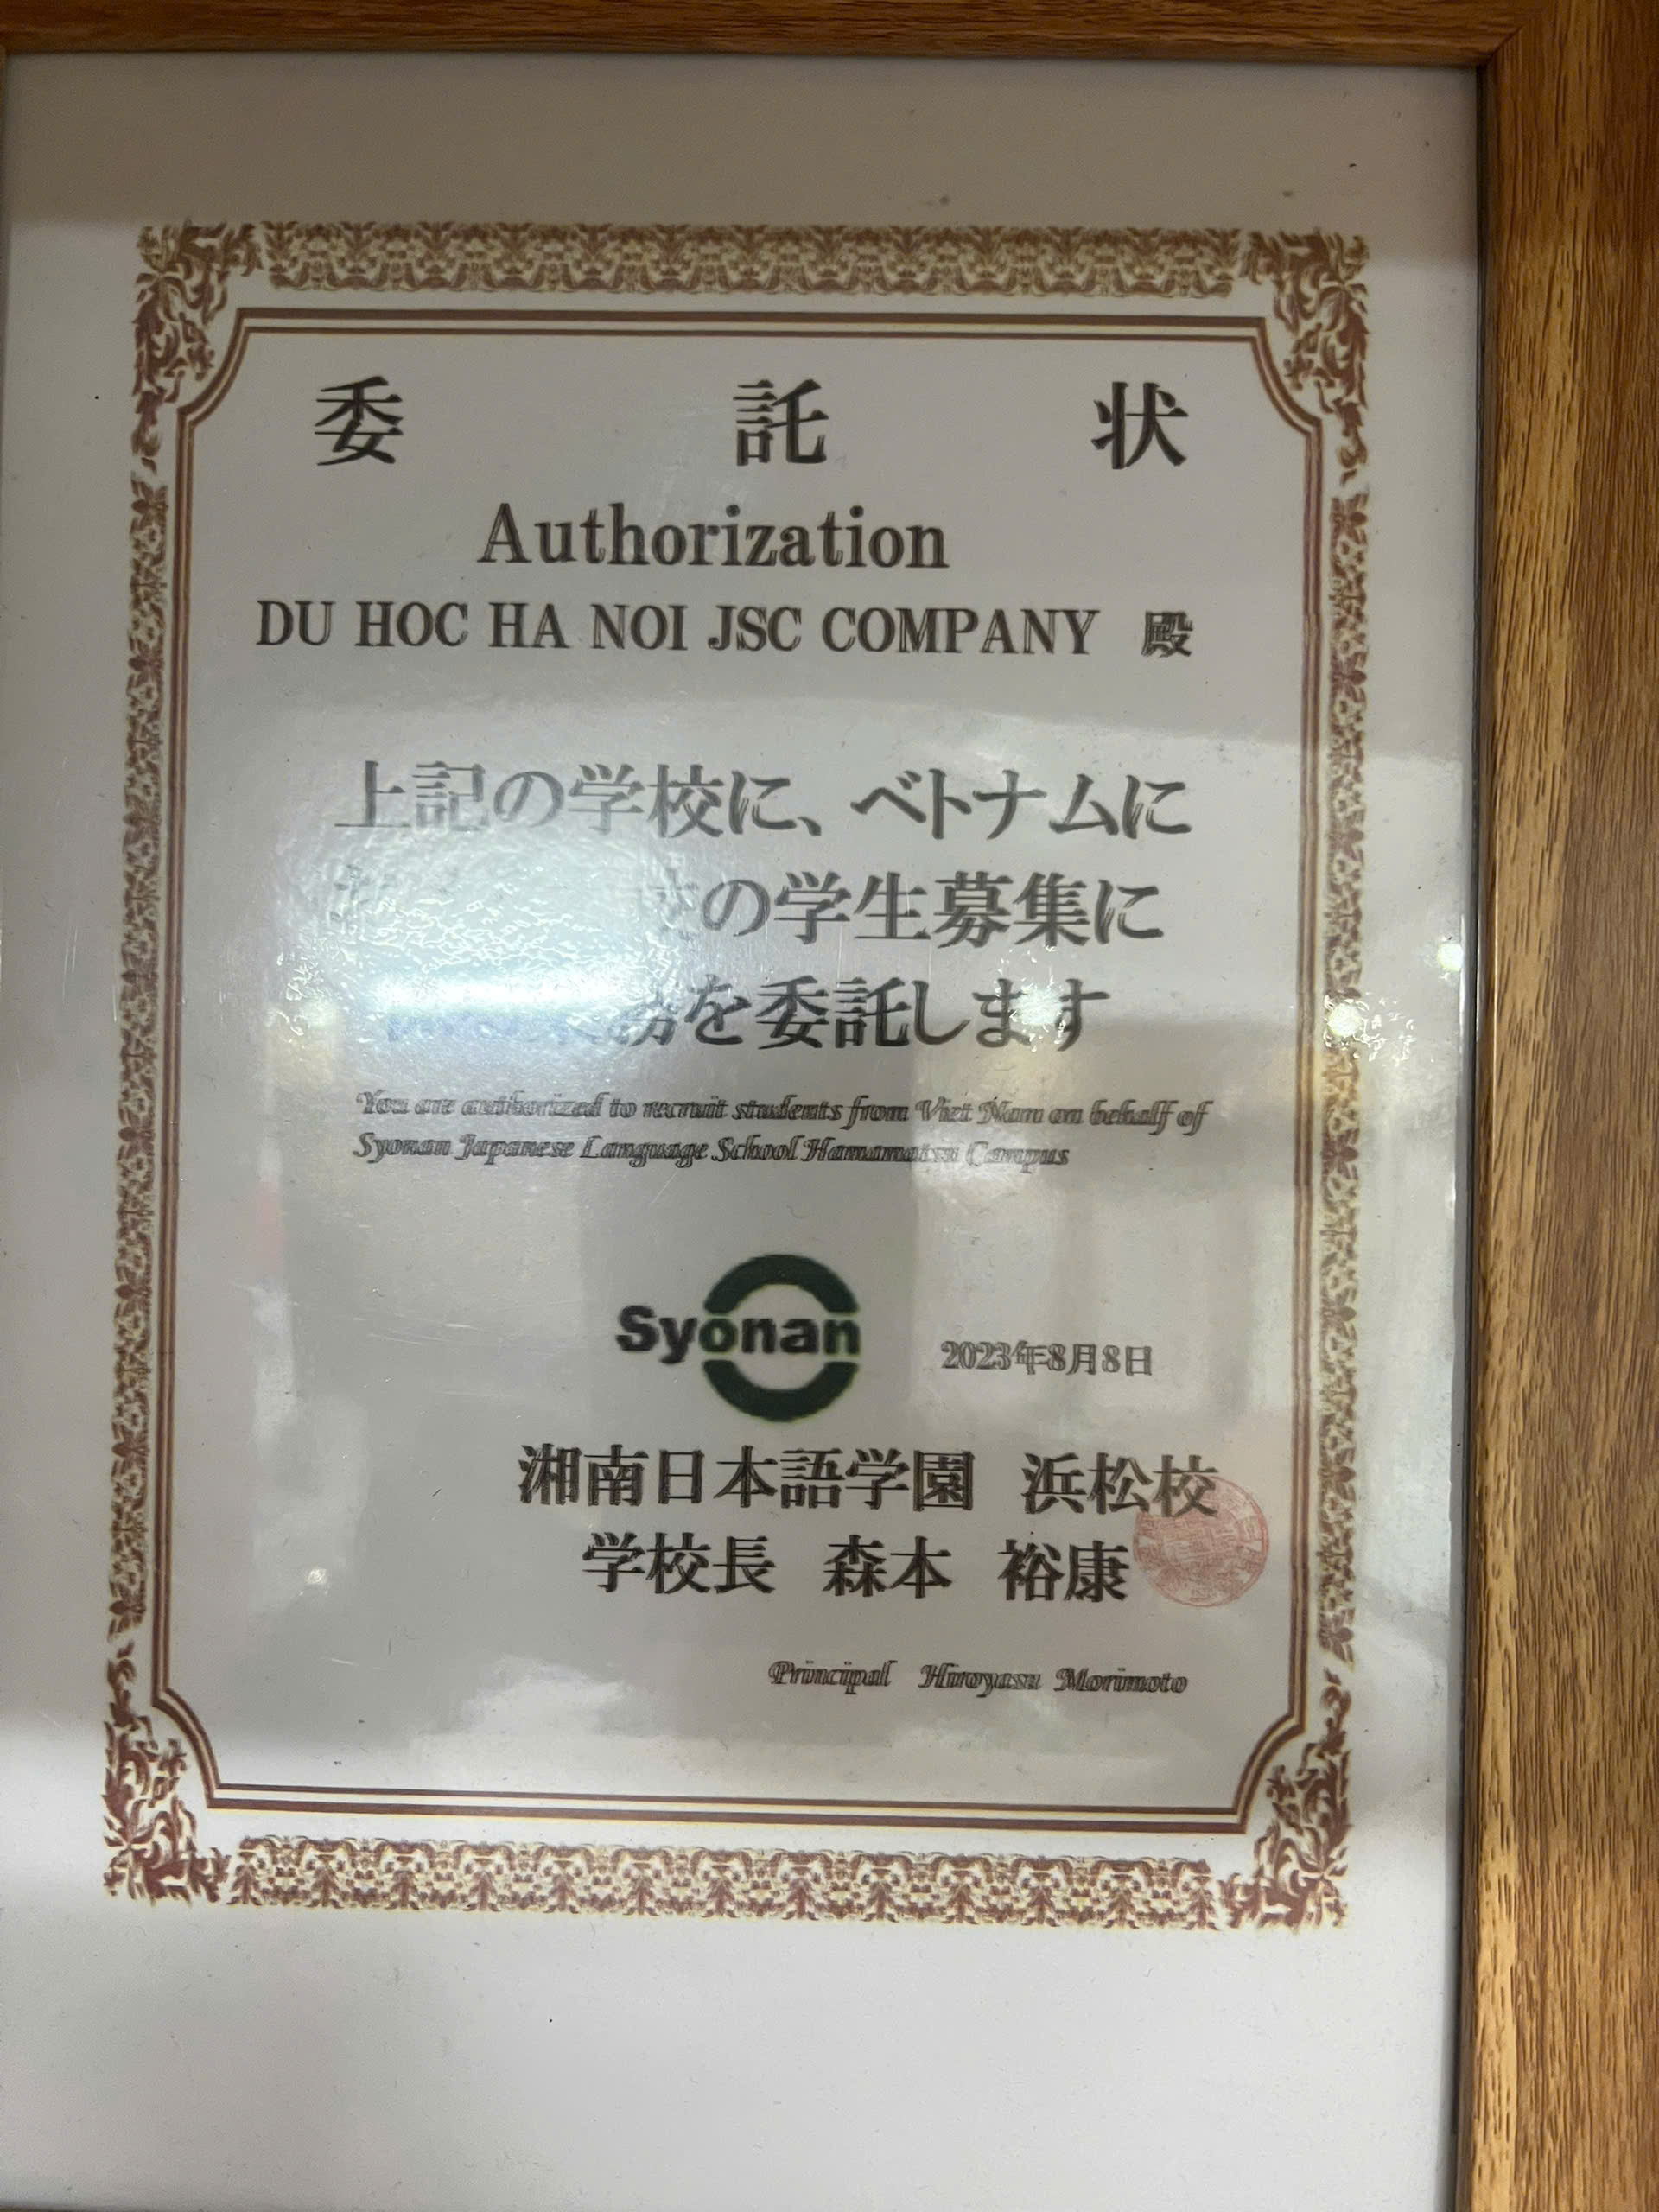 委託状
Authorization
DU HOC HA NOI JSC COMPANY 殿
上記の学校に、ベトナムに
の学生募集に
務を委託します
You are authorized to recruit students from Viet Nam on behalf of
Syonan Japanese Language School Hamamatsu Campus
Syonan
2023年8月8日
湘南日本語学園 浜松校
学校長 森本 裕康
Principal Hiroyasu Morimoto